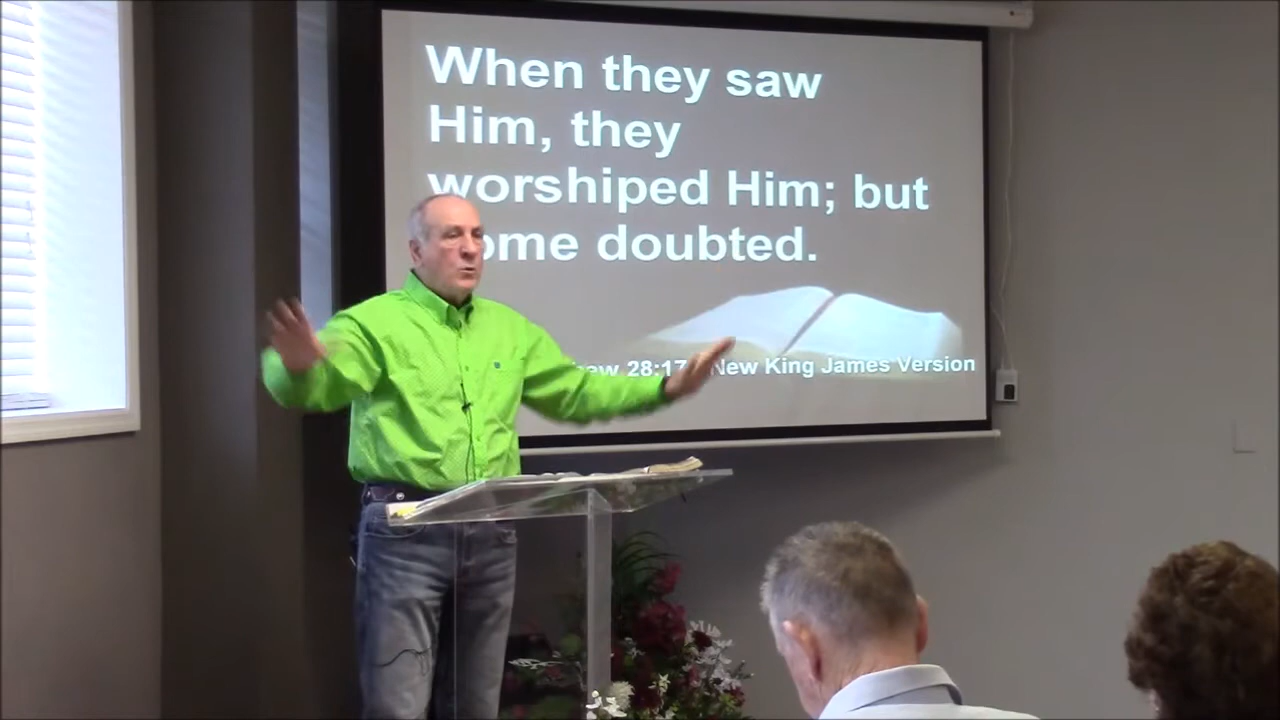 When they saw
Him, they
worshiped Him; but
ome doubted.
ew 28:17 New King James Version